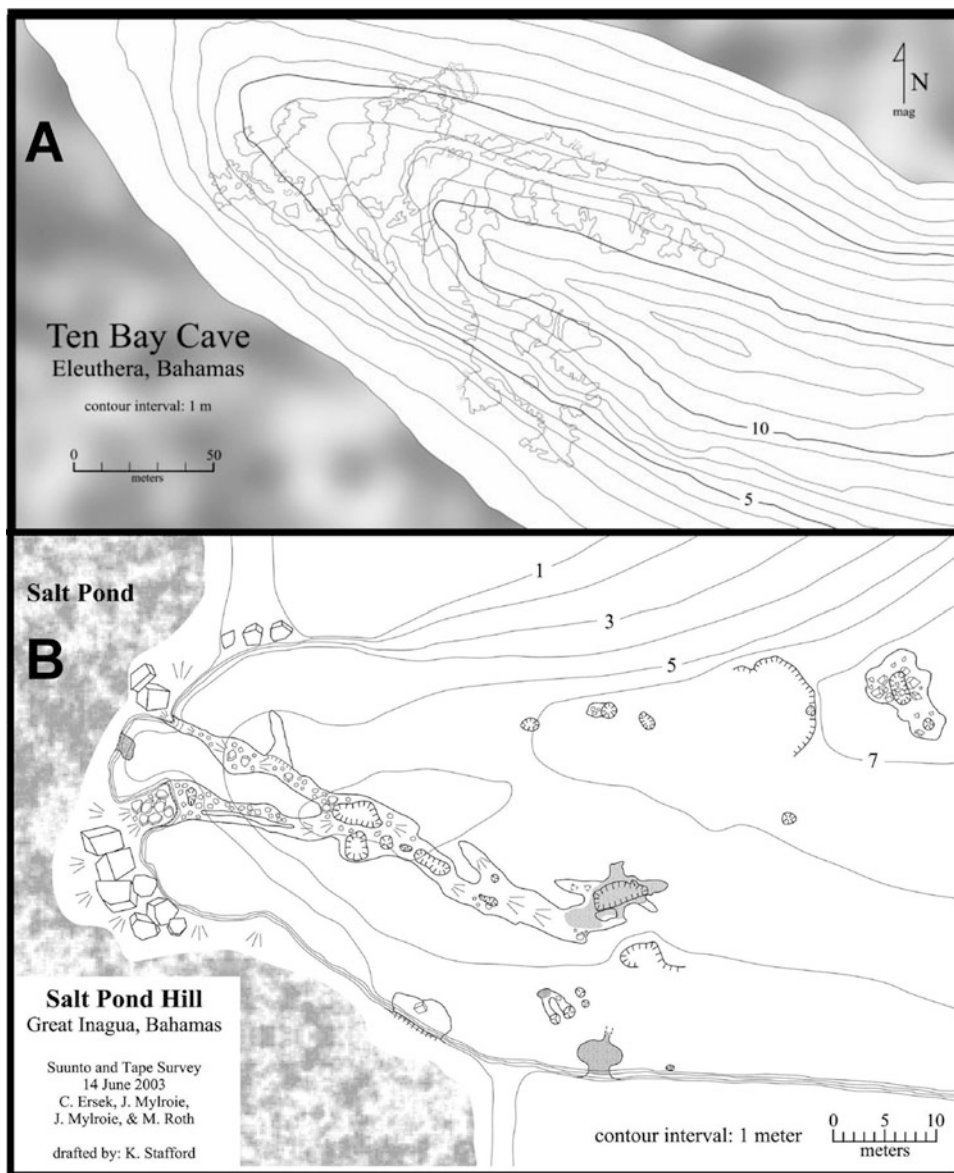 A
N
mag
Ten Bay Cave
Eleuthera, Bahamas
contour interval: 1 m
0 50
meters
10
5
Salt Pond
B
1
3
5
7
Salt Pond Hill
Great Inagua, Bahamas
Suunto and Tape Survey
14 June 2003
C. Ersek, J. Mylroie,
J. Mylroie, & M. Roth
drafted by: K. Stafford
contour interval: 1 meter
0 5 10
meters